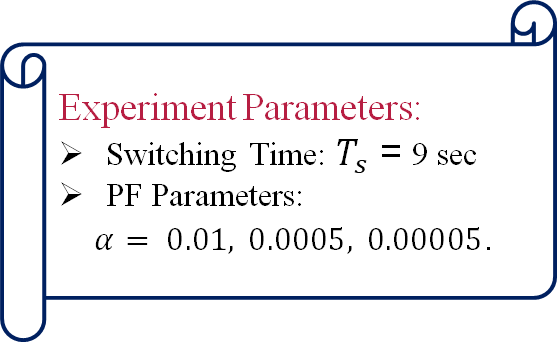 Experiment Parameters:
➢ Switching Time: 𝑇ₛ = 9 sec
➢ PF Parameters:
𝛼 = 0.01, 0.0005, 0.00005.